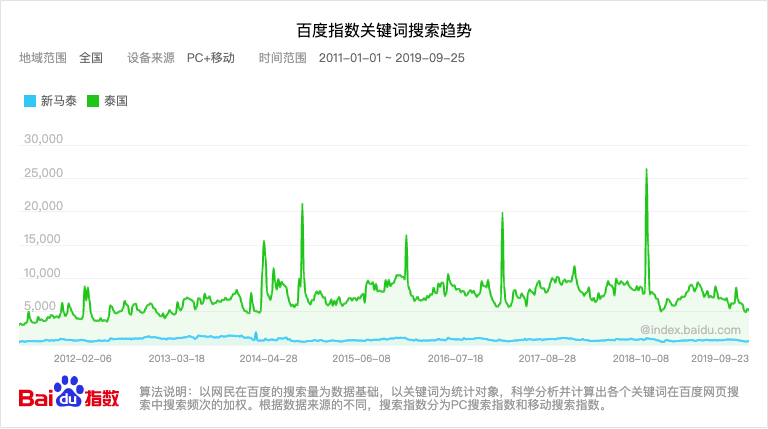 百度指数关键词搜索趋势
地域范围 全国 设备来源 PC+移动 时间范围 2011-01-01 ~ 2019-09-25
新马泰 泰国
30,000
25,000
20,000
15,000
10,000
5,000
@index.baidu.com
2012-02-06 2013-03-18 2014-04-28 2015-06-08 2016-07-18 2017-08-28 2018-10-08 2019-09-23
Bai du 指数
算法说明：以网民在百度的搜索量为数据基础，以关键词为统计对象，科学分析并计算出各个关键词在百度网页搜
索中搜索频次的加权。根据数据来源的不同，搜索指数分为PC搜索指数和移动搜索指数。